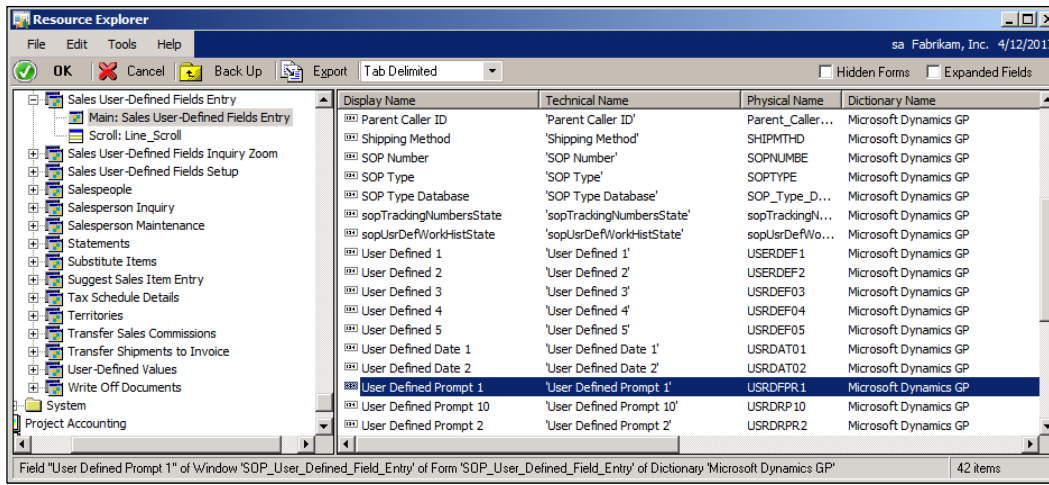 Resource Explorer
File Edit Tools Help
sa Fabrikam, Inc. 4/12/201
OK Cancel Back Up Export Tab Delimited Hidden Forms Expanded Fields
Sales User-Defined Fields Entry
Main: Sales User-Defined Fields Entry
Scroll: Line_Scroll
Sales User-Defined Fields Inquiry Zoom
Sales User-Defined Fields Setup
Salespeople
Salesperson Inquiry
Salesperson Maintenance
Statements
Substitute Items
Suggest Sales Item Entry
Tax Schedule Details
Territories
Transfer Sales Commissions
Transfer Shipments to Invoice
User-Defined Values
Write Off Documents
System
Project Accounting
Display Name Technical Name Physical Name Dictionary Name
Parent Caller ID 'Parent Caller ID' Parent_Caller... Microsoft Dynamics GP
Shipping Method 'Shipping Method' SHIPMTHD Microsoft Dynamics GP
SOP Number 'SOP Number' SOPNUMBE Microsoft Dynamics GP
SOP Type 'SOP Type' SOPTYPE Microsoft Dynamics GP
SOP Type Database 'SOP Type Database' SOP_Type_D... Microsoft Dynamics GP
sopTrackingNumbersState 'sopTrackingNumbersState' sopTrackingN... Microsoft Dynamics GP
sopUsrDefWorkHistState 'sopUsrDefWorkHistState' sopUsrDefWo... Microsoft Dynamics GP
User Defined 1 'User Defined 1' USERDEF1 Microsoft Dynamics GP
User Defined 2 'User Defined 2' USERDEF2 Microsoft Dynamics GP
User Defined 3 'User Defined 3' USRDEF03 Microsoft Dynamics GP
User Defined 4 'User Defined 4' USRDEF04 Microsoft Dynamics GP
User Defined 5 'User Defined 5' USRDEF05 Microsoft Dynamics GP
User Defined Date 1 'User Defined Date 1' USRDAT01 Microsoft Dynamics GP
User Defined Date 2 'User Defined Date 2' USRDAT02 Microsoft Dynamics GP
User Defined Prompt 1 'User Defined Prompt 1' USRDFPR1 Microsoft Dynamics GP
User Defined Prompt 10 'User Defined Prompt 10' USRDRP10 Microsoft Dynamics GP
User Defined Prompt 2 'User Defined Prompt 2' USRDRPR2 Microsoft Dynamics GP
Field "User Defined Prompt 1" of Window 'SOP_User_Defined_Field_Entry' of Form 'SOP_User_Defined_Field_Entry' of Dictionary 'Microsoft Dynamics GP' 42 items